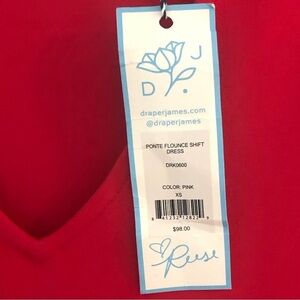 D J
draperjames.com
@draperjames
PONTE FLOUNCE SHIFT
DRESS
DRK0600
COLOR: PINK
XS
$98.00
Reese